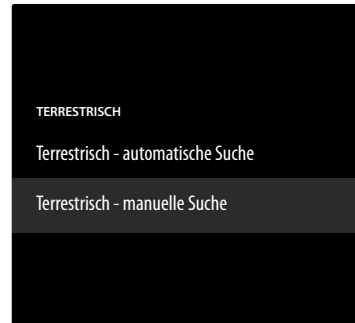 TERRESTRISCH
Terrestrisch - automatische Suche
Terrestrisch - manuelle Suche